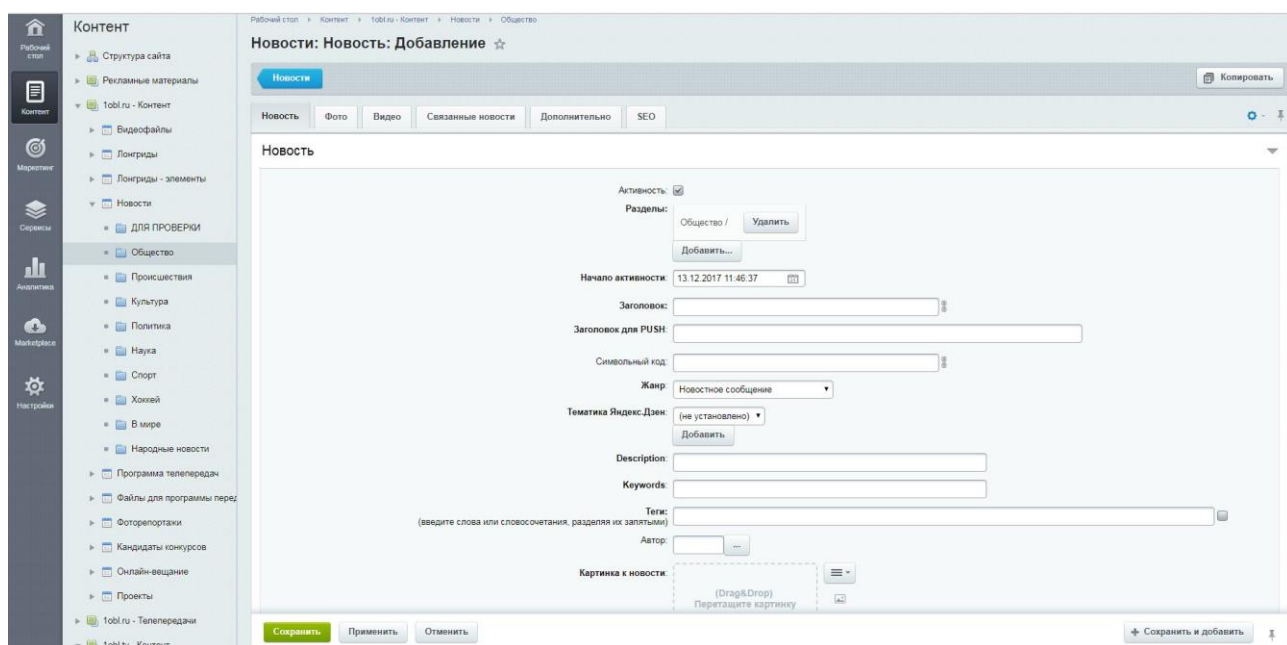 Рабочий стол
Контент
Маркетинг
Сервисы
Аналитика
Marketplace
Настройки
Контент
Структура сайта
Рекламные материалы
1obl.ru - Контент
Видеофайлы
Лонгриды
Лонгриды - элементы
Новости
ДЛЯ ПРОВЕРКИ
Общество
Происшествия
Культура
Политика
Наука
Спорт
Хоккей
В мире
Народные новости
Программа телепередач
Файлы для программы перед
Фоторепортажи
Кандидаты конкурсов
Онлайн-вещание
Проекты
1obl.ru - Телепередачи
1obl.tv - Контент
Рабочий стол Контент 1obl.ru - Контент Новости Общество
Новости: Новость: Добавление
Новости Копировать
Новость Фото Видео Связанные новости Дополнительно SEO
Новость
Активность:
Разделы:
Общество / Удалить
Добавить...
Начало активности: 13.12.2017 11:46:37
Заголовок:
Заголовок для PUSH:
Символьный код:
Жанр: Новостное сообщение
Тематика Яндекс.Дзен: (не установлено)
Добавить
Description:
Keywords:
Теги:
(введите слова или словосочетания, разделяя их запятыми)
Автор: ...
Картинка к новости:
(Drag&Drop)
Перетащите картинку
Сохранить Применить Отменить Сохранить и добавить